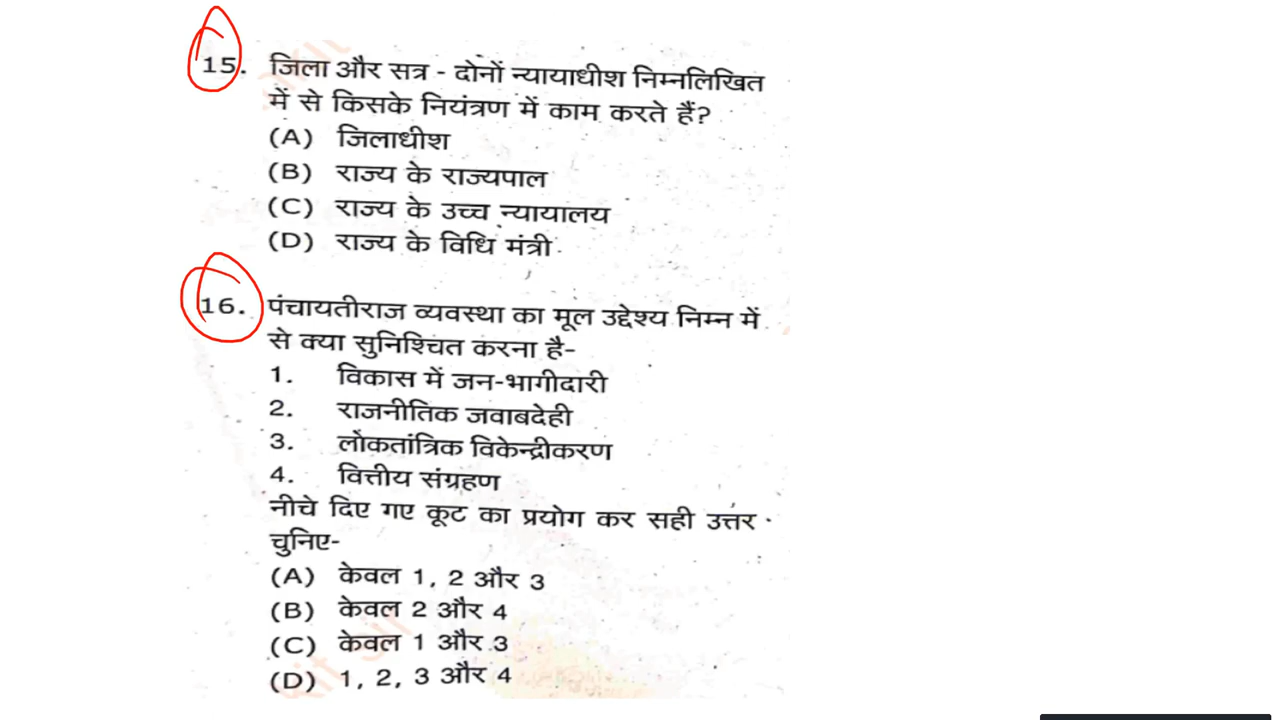 15. जिला और सत्र - दोनों न्यायाधीश निम्नलिखित
में से किसके नियंत्रण में काम करते हैं?
(A) जिलाधीश
(B) राज्य के राज्यपाल
(C) राज्य के उच्च न्यायालय
(D) राज्य के विधि मंत्री
16. पंचायतीराज व्यवस्था का मूल उद्देश्य निम्न में
से क्या सुनिश्चित करना है-
1. विकास में जन-भागीदारी
2. राजनीतिक जवाबदेही
3. लोकतांत्रिक विकेन्द्रीकरण
4. वित्तीय संग्रहण
नीचे दिए गए कूट का प्रयोग कर सही उत्तर
चुनिए-
(A) केवल 1, 2 और 3
(B) केवल 2 और 4
(C) केवल 1 और 3
(D) 1, 2, 3 और 4